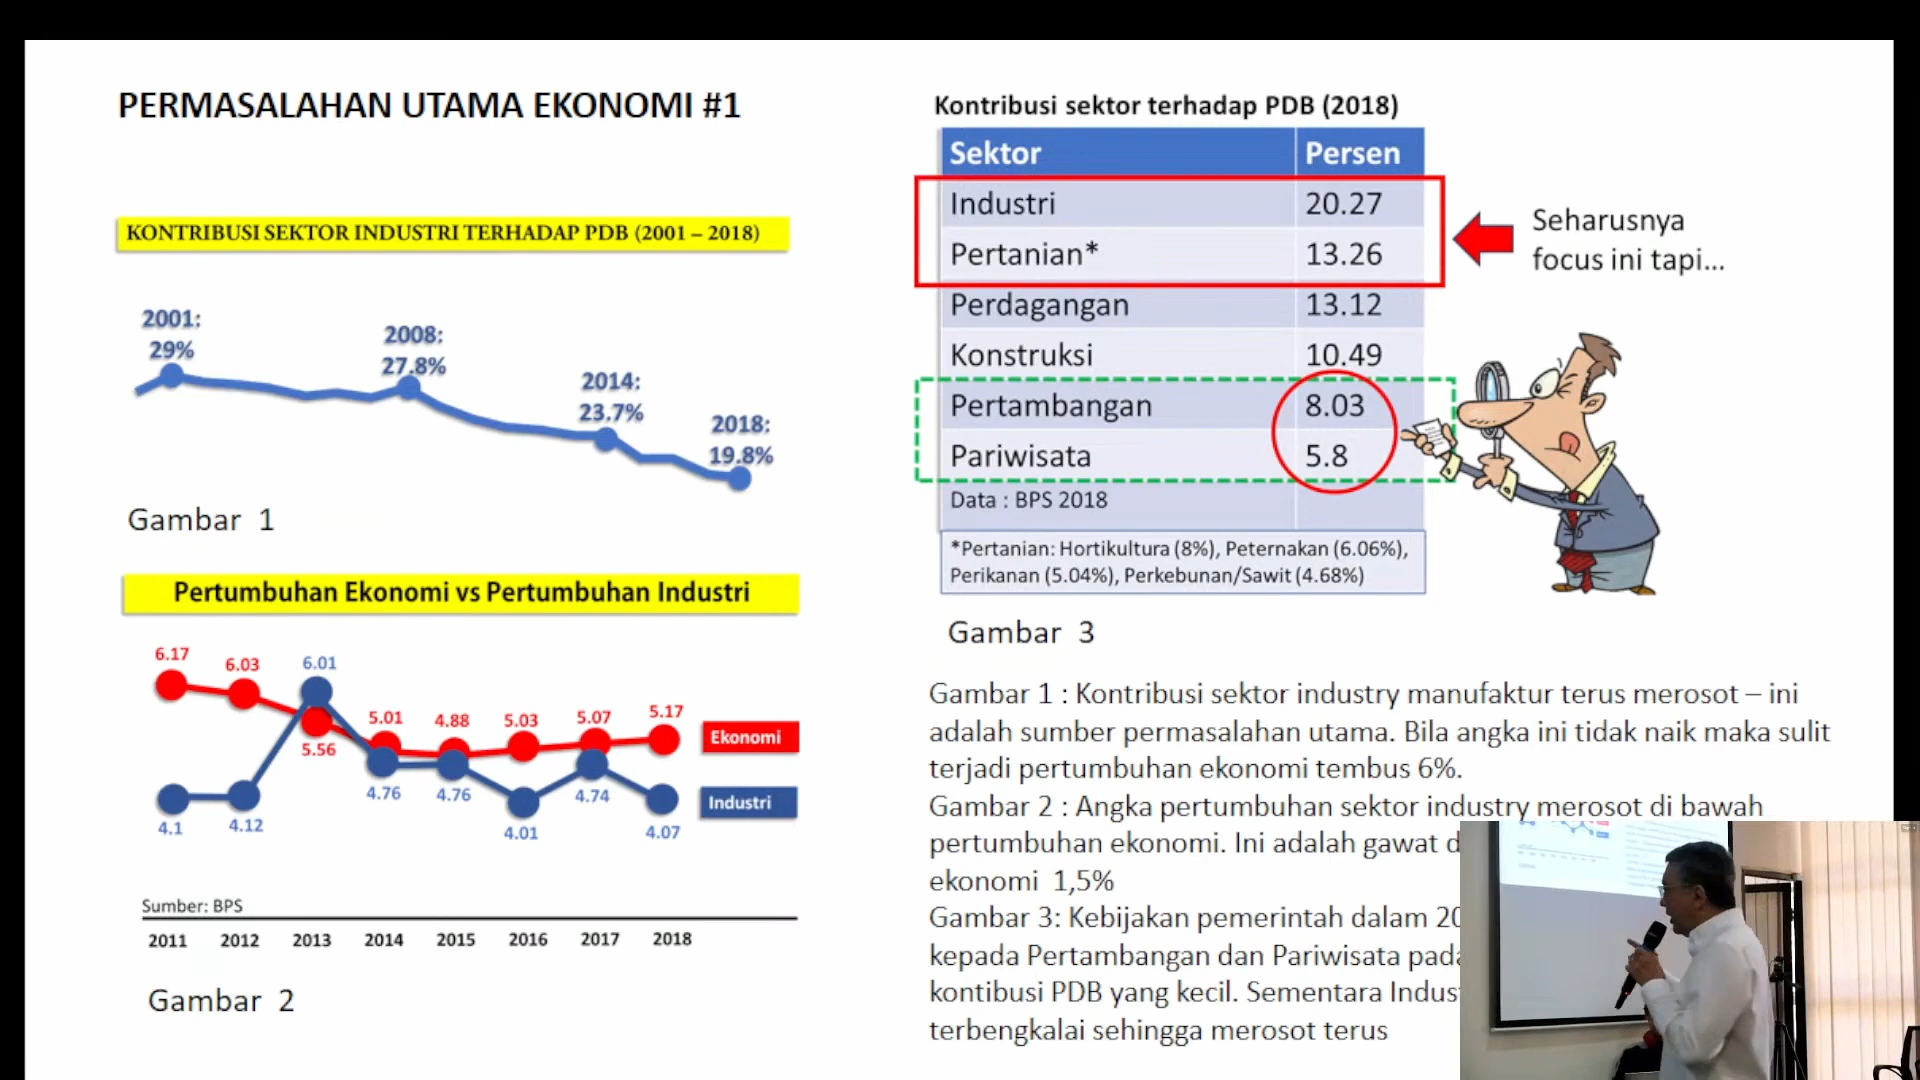 PERMASALAHAN UTAMA EKONOMI #1
KONTRIBUSI SEKTOR INDUSTRI TERHADAP PDB (2001 – 2018)
2001:
29%
2008:
27.8%
2014:
23.7%
2018:
19.8%
Gambar 1
Pertumbuhan Ekonomi vs Pertumbuhan Industri
6.17
6.03
6.01
5.56
5.01
4.88
5.03
5.07
5.17
Ekonomi
4.1
4.12
4.76
4.76
4.01
4.74
4.07
Industri
Sumber: BPS
2011 2012 2013 2014 2015 2016 2017 2018
Gambar 2
Kontribusi sektor terhadap PDB (2018)
Sektor Persen
Industri 20.27
Pertanian* 13.26
Perdagangan 13.12
Konstruksi 10.49
Pertambangan 8.03
Pariwisata 5.8
Data : BPS 2018
*Pertanian: Hortikultura (8%), Peternakan (6.06%),
Perikanan (5.04%), Perkebunan/Sawit (4.68%)
Seharusnya
focus ini tapi...
Gambar 3
Gambar 1 : Kontribusi sektor industry manufaktur terus merosot – ini
adalah sumber permasalahan utama. Bila angka ini tidak naik maka sulit
terjadi pertumbuhan ekonomi tembus 6%.
Gambar 2 : Angka pertumbuhan sektor industry merosot di bawah
pertumbuhan ekonomi. Ini adalah gawat
ekonomi 1,5%
Gambar 3: Kebijakan pemerintah dalam 20
kepada Pertambangan dan Pariwisata
kontibusi PDB yang kecil. Sementara
terbengkalai sehingga merosot terus